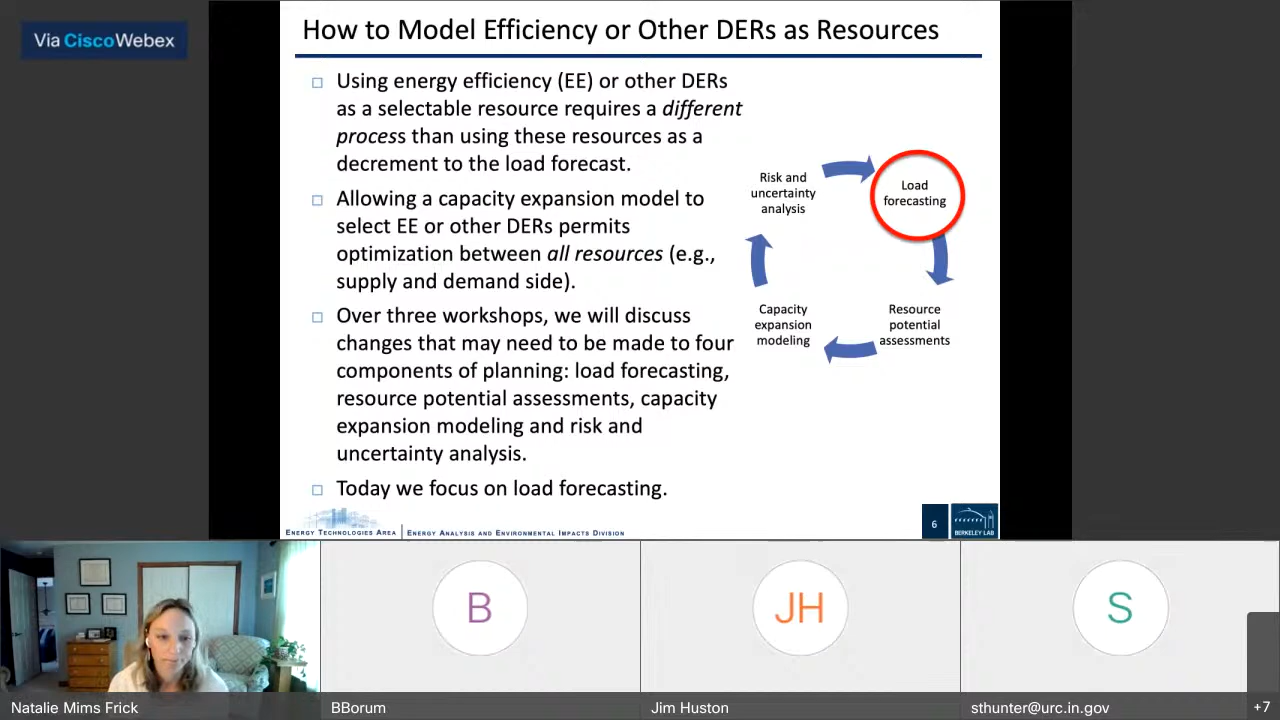 Via CiscoWebex
How to Model Efficiency or Other DERs as Resources
Using energy efficiency (EE) or other DERs
as a selectable resource requires a different
process than using these resources as a
decrement to the load forecast.
Allowing a capacity expansion model to
select EE or other DERs permits
optimization between all resources (e.g.,
supply and demand side).
Over three workshops, we will discuss
changes that may need to be made to four
components of planning: load forecasting,
resource potential assessments, capacity
expansion modeling and risk and
uncertainty analysis.
Today we focus on load forecasting.
Risk and
uncertainty
analysis
Load
forecasting
Capacity
expansion
modeling
Resource
potential
assessments
ENERGY TECHNOLOGIES AREA
ENERGY ANALYSIS AND ENVIRONMENTAL IMPACTS DIVISION
6
BERKELEY LAB
B
JH
S
Natalie Mims Frick
BBorum
Jim Huston
sthunter@urc.in.gov
+7